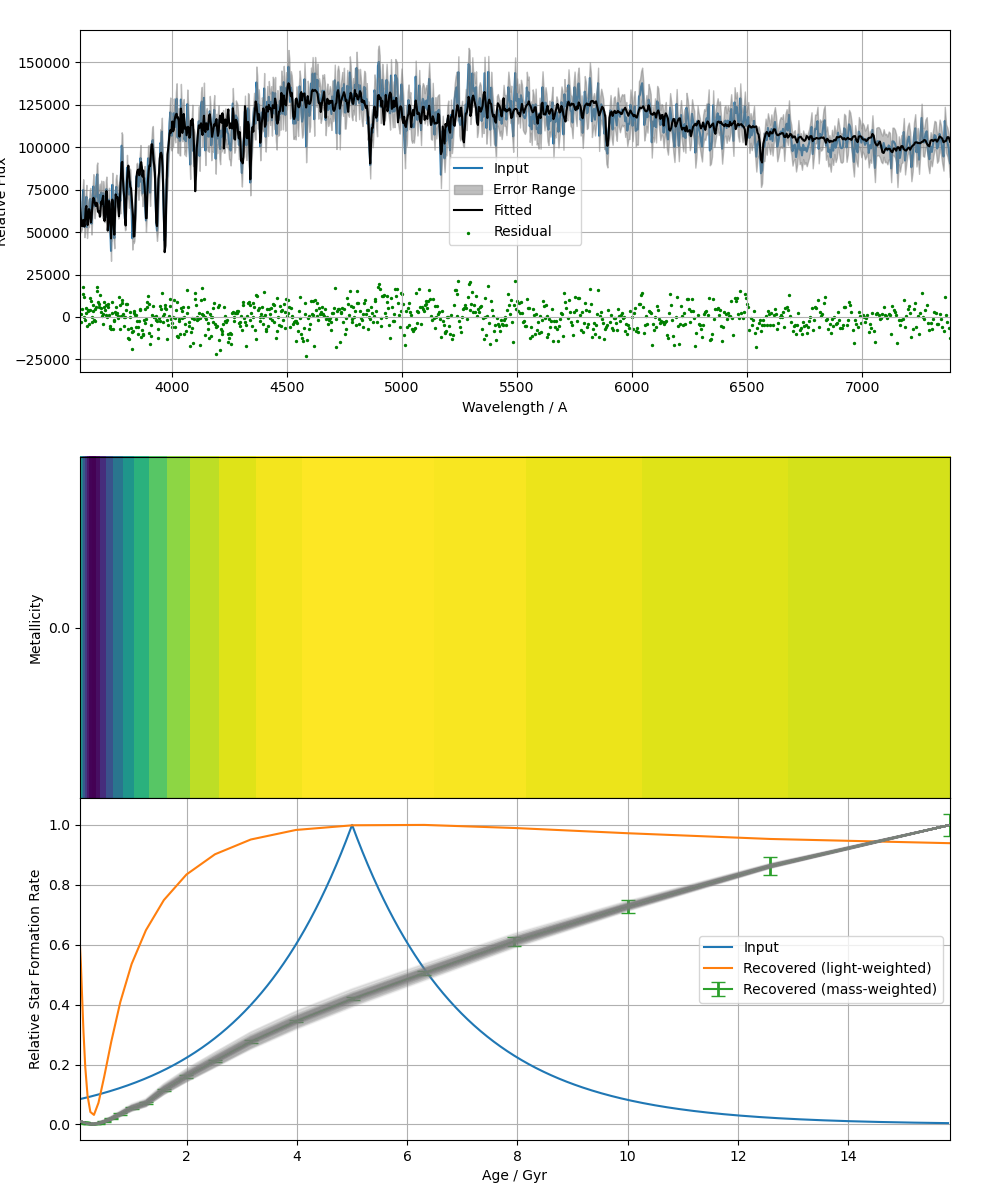 150000
125000
100000
75000
50000
25000
0
−25000
Relative Flux
Input
Error Range
Fitted
Residual
4000 4500 5000 5500 6000 6500 7000
Wavelength / A
Metallicity
0.0
1.0
0.8
0.6
0.4
0.2
0.0
Relative Star Formation Rate
Input
Recovered (light-weighted)
Recovered (mass-weighted)
2 4 6 8 10 12 14
Age / Gyr